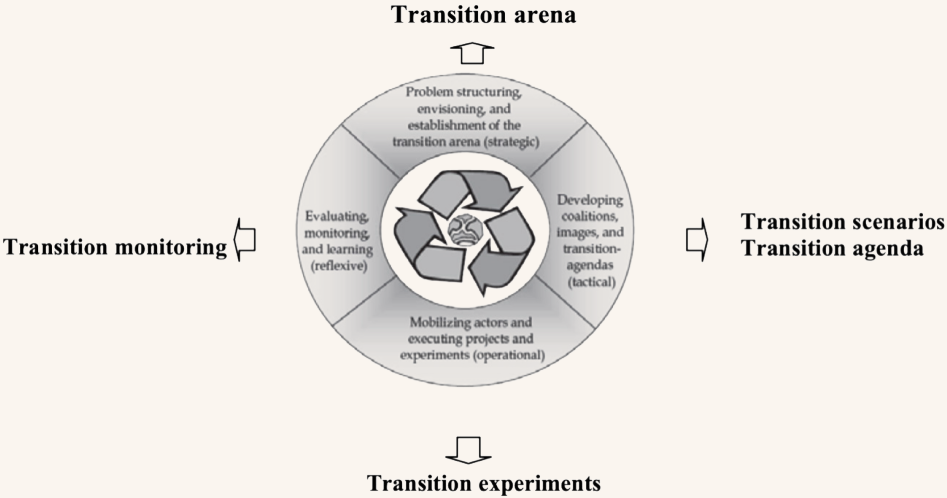 Transition arena
Problem structuring,
envisioning, and
establishment of the
transition arena (strategic)
Developing
coalitions,
images, and
transition-
agendas
(tactical)
Transition scenarios
Transition agenda
Mobilizing actors and
executing projects and
experiments (operational)
Transition experiments
Evaluating,
monitoring,
and learning
(reflexive)
Transition monitoring